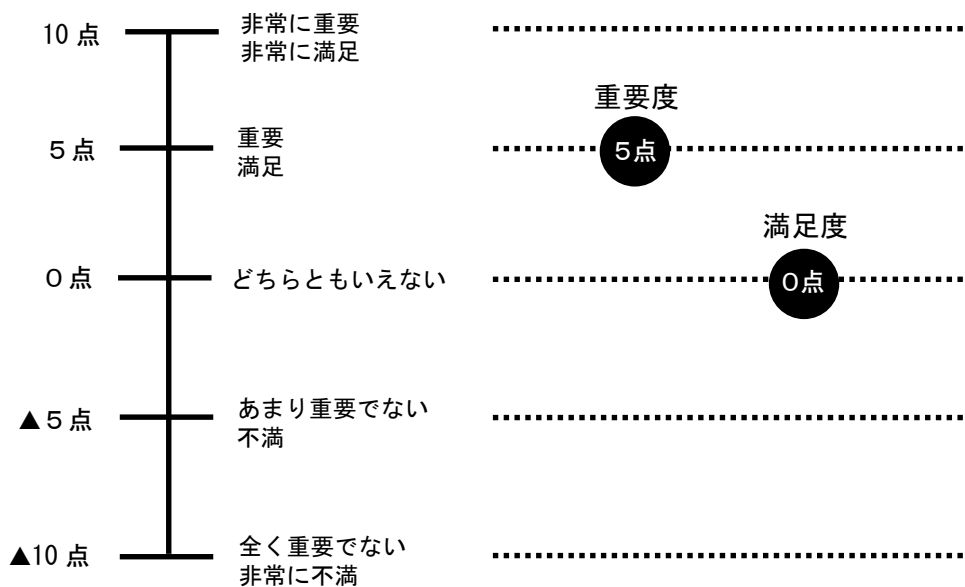 10点
非常に重要
非常に満足
重要度
5点
重要
満足
5点
満足度
0点
どちらともいえない
0点
▲5点
あまり重要でない
不満
▲10点
全く重要でない
非常に不満